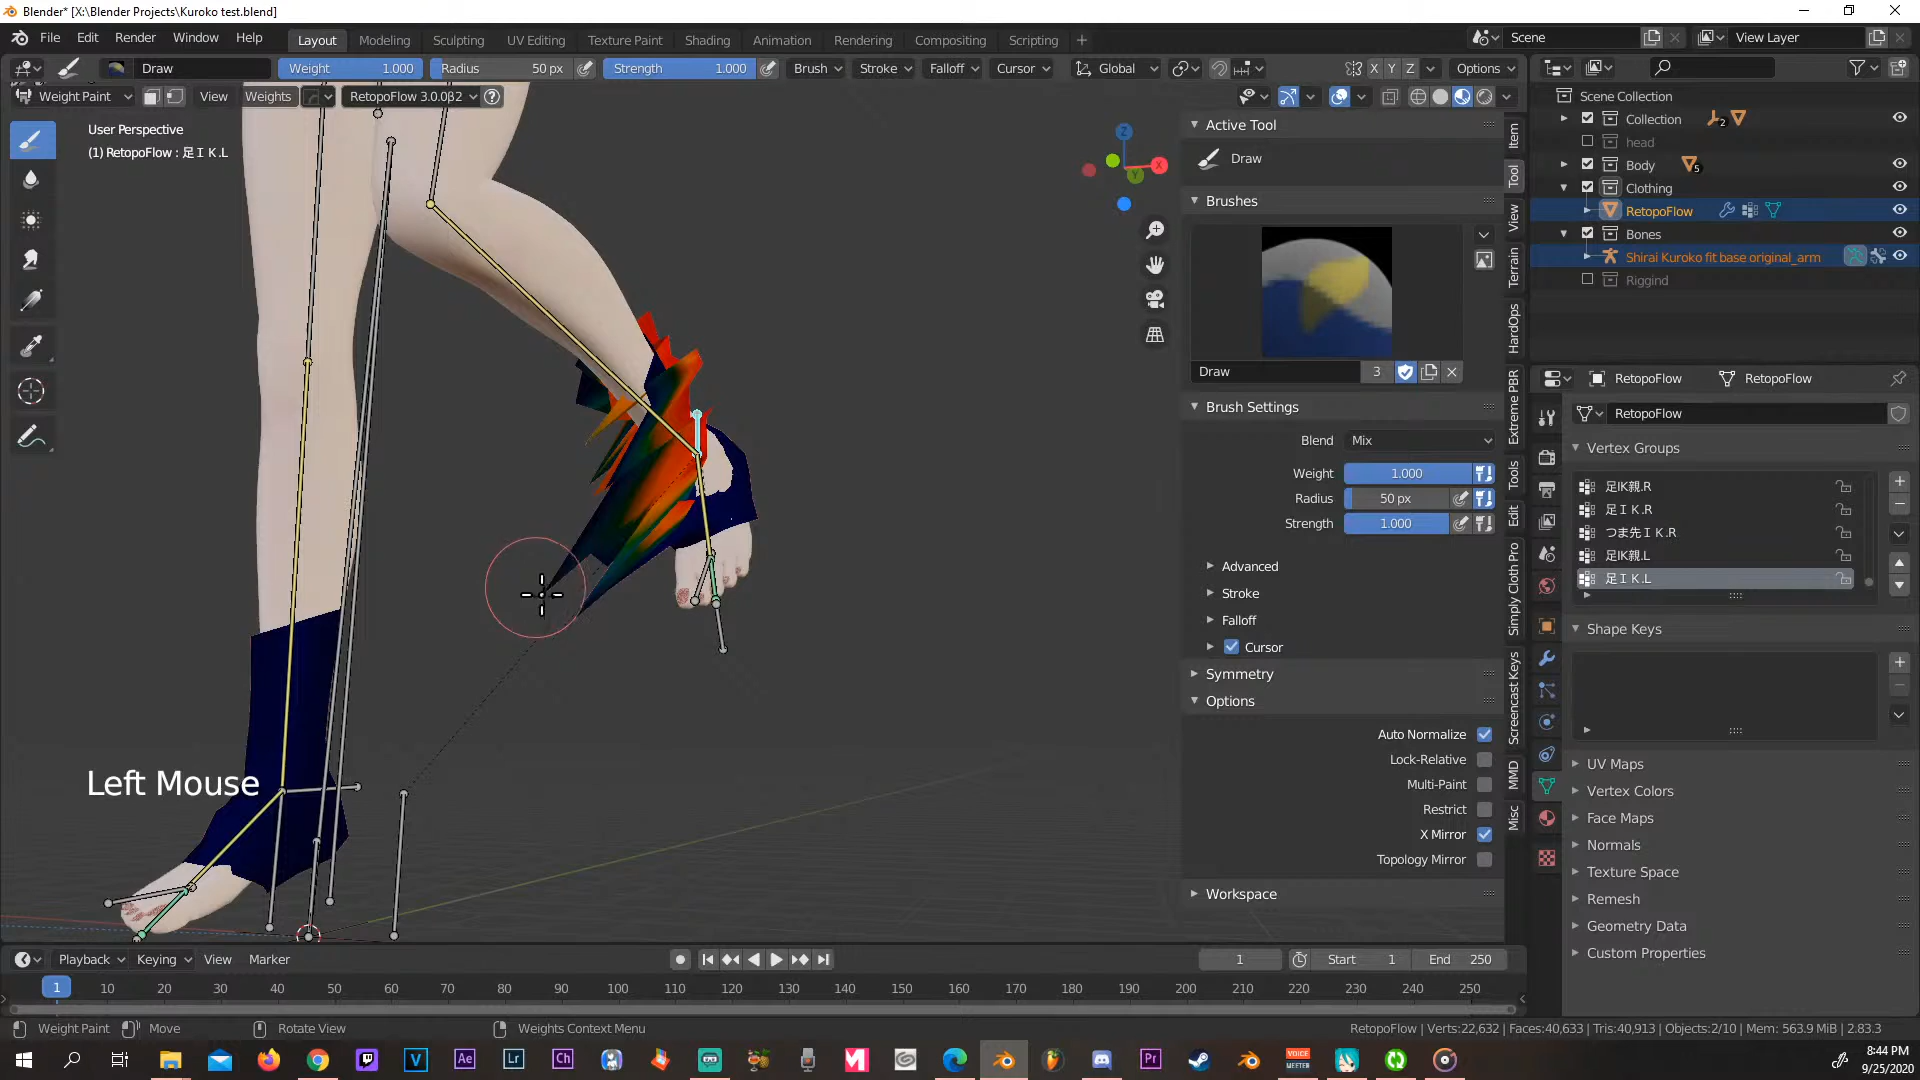 Blender* [X:\Blender Projects\Kuroko test.blend]
File Edit Render Window Help Layout Modeling Sculpting UV Editing Texture Paint Shading Animation Rendering Compositing Scripting Scene View Layer
Draw Weight 1.000 Radius 50 px Strength 1.000 Brush Stroke Falloff Cursor Global X Y Z Options
Weight Paint View Weights RetopoFlow 3.0.0β2
User Perspective
(1) RetopoFlow : 足ＩＫ.L
Left Mouse
Z
X
Y
Active Tool
Draw
Brushes
Draw 3
Brush Settings
Blend Mix
Weight 1.000
Radius 50 px
Strength 1.000
Advanced
Stroke
Falloff
Cursor
Symmetry
Options
Auto Normalize
Lock-Relative
Multi-Paint
Restrict
X Mirror
Topology Mirror
Workspace
Item
Tool
View
Terrain
HardOps
Extreme PBR
Tools
Edit
Simply Cloth Pro
Screencast Keys
MMD
Misc
Scene Collection
Collection 2
head
Body 5
Clothing
RetopoFlow
Bones
Shirai Kuroko fit base original_arm
Riggind
RetopoFlow RetopoFlow
RetopoFlow
Vertex Groups
足IK親.R
足ＩＫ.R
つま先ＩＫ.R
足IK親.L
足ＩＫ.L
Shape Keys
UV Maps
Vertex Colors
Face Maps
Normals
Texture Space
Remesh
Geometry Data
Custom Properties
Playback Keying View Marker 1 Start 1 End 250
1 10 20 30 40 50 60 70 80 90 100 110 120 130 140 150 160 170 180 190 200 210 220 230 240 250
Weight Paint Move Rotate View Weights Context Menu RetopoFlow | Verts:22,632 | Faces:40,633 | Tris:40,913 | Objects:2/10 | Mem: 563.9 MiB | 2.83.3
V Ae Lr Ch Pr VOICE MEETER
8:44 PM
9/25/2020